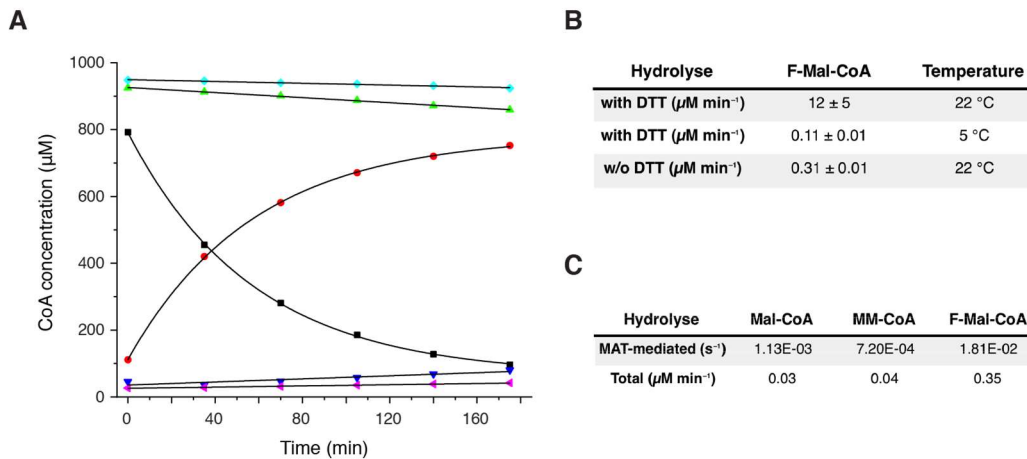 A
CoA concentration (µM)
1000
800
600
400
200
0
0 40 80 120 160
Time (min)
B
Hydrolyse F-Mal-CoA Temperature
with DTT (µM min⁻¹) 12 ± 5 22 °C
with DTT (µM min⁻¹) 0.11 ± 0.01 5 °C
w/o DTT (µM min⁻¹) 0.31 ± 0.01 22 °C
C
Hydrolyse Mal-CoA MM-CoA F-Mal-CoA
MAT-mediated (s⁻¹) 1.13E-03 7.20E-04 1.81E-02
Total (µM min⁻¹) 0.03 0.04 0.35